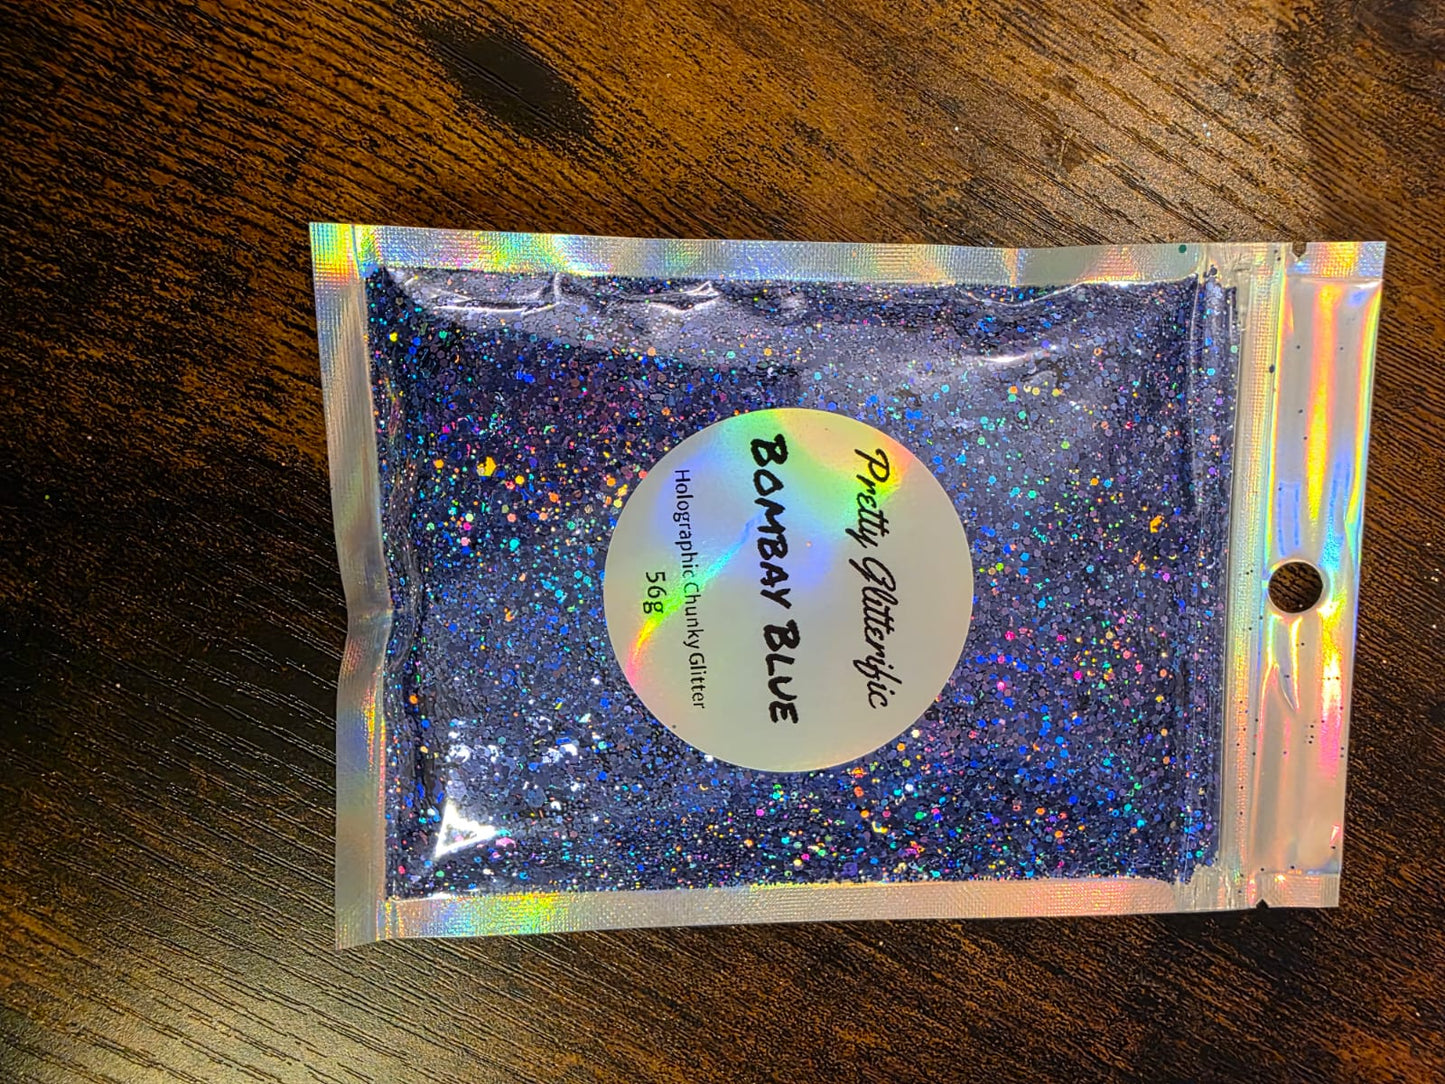 Pretty Glitterific
BOMBAY BLUE
Holographic Chunky Glitter
56g